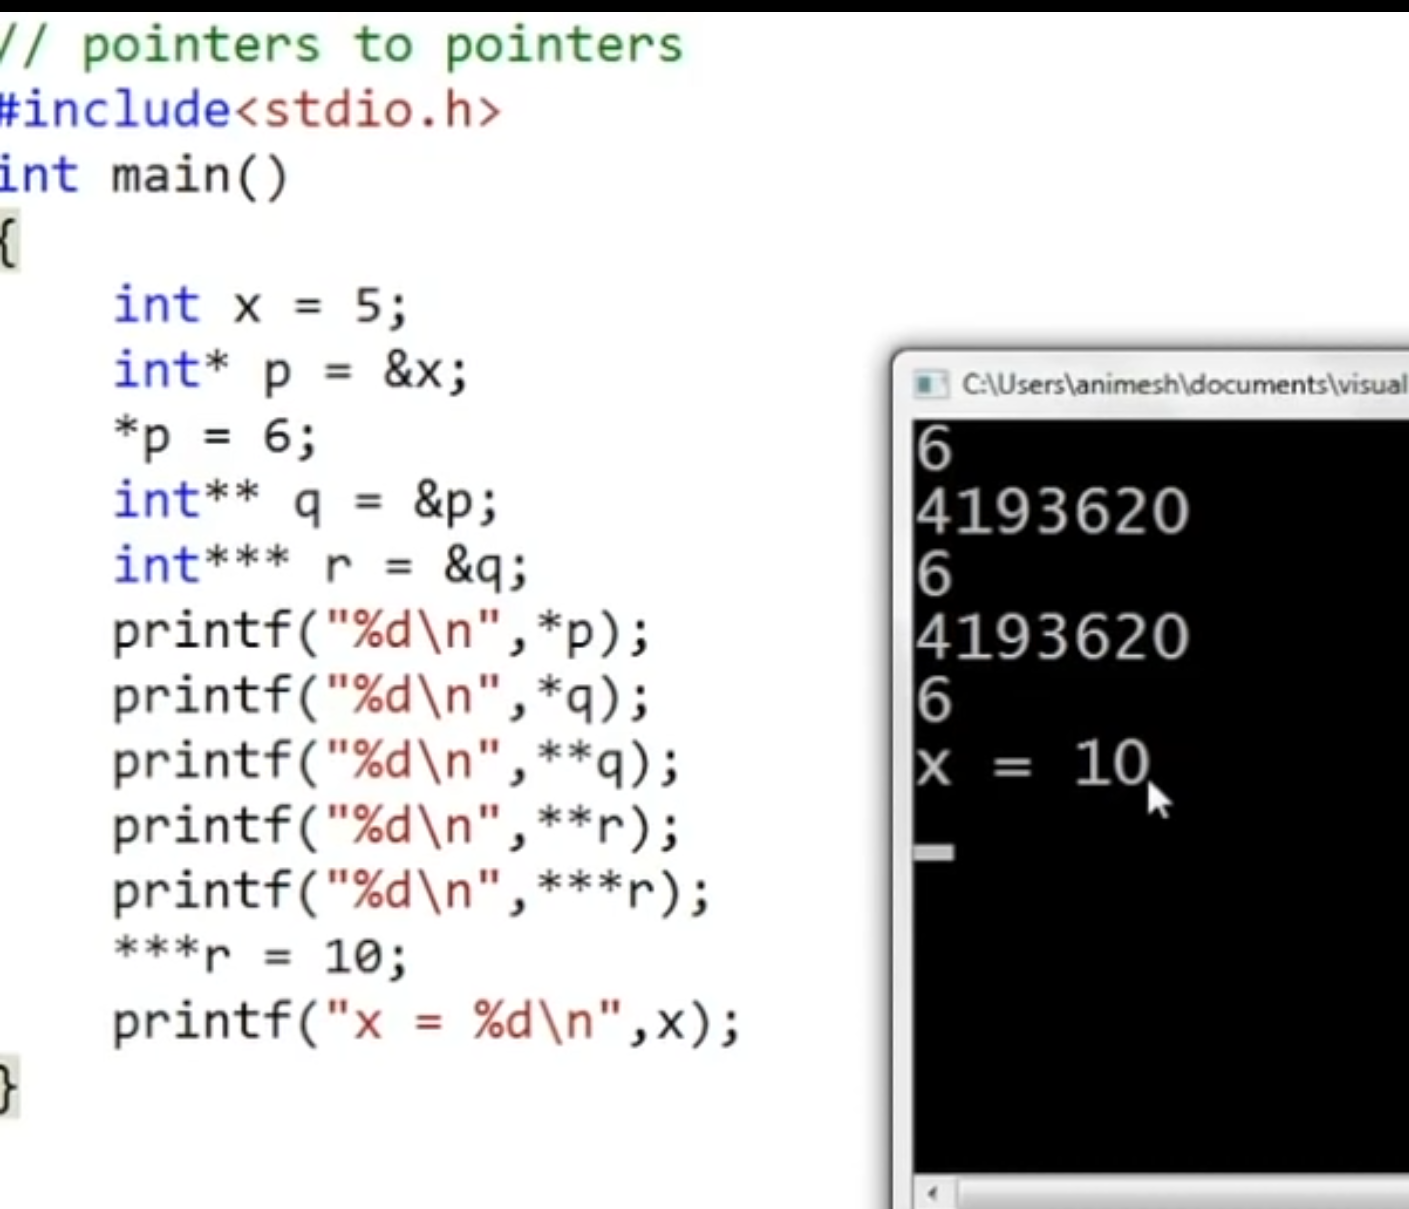 // pointers to pointers
#include<stdio.h>
int main()
{
int x = 5;
int* p = &x;
*p = 6;
int** q = &p;
int*** r = &q;
printf("%d\n",*p);
printf("%d\n",*q);
printf("%d\n",**q);
printf("%d\n",**r);
printf("%d\n",***r);
***r = 10;
printf("x = %d\n",x);
}
C:\Users\animesh\documents\visual
6
4193620
6
4193620
6
x = 10